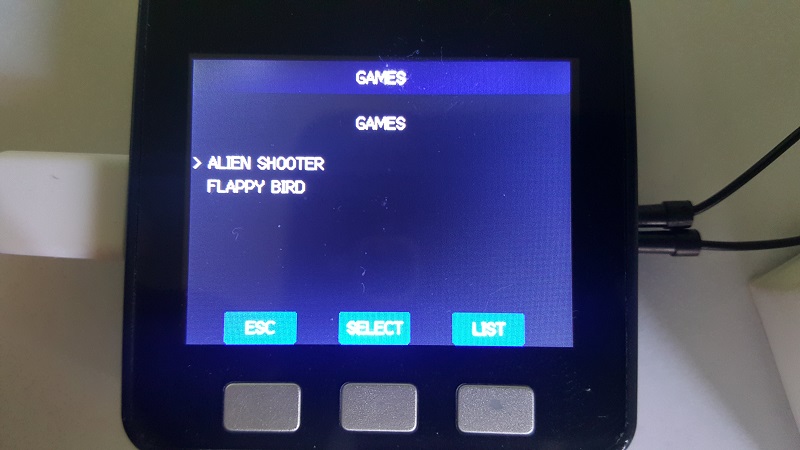 GAMES
GAMES
> ALIEN SHOOTER
FLAPPY BIRD
ESC SELECT LIST